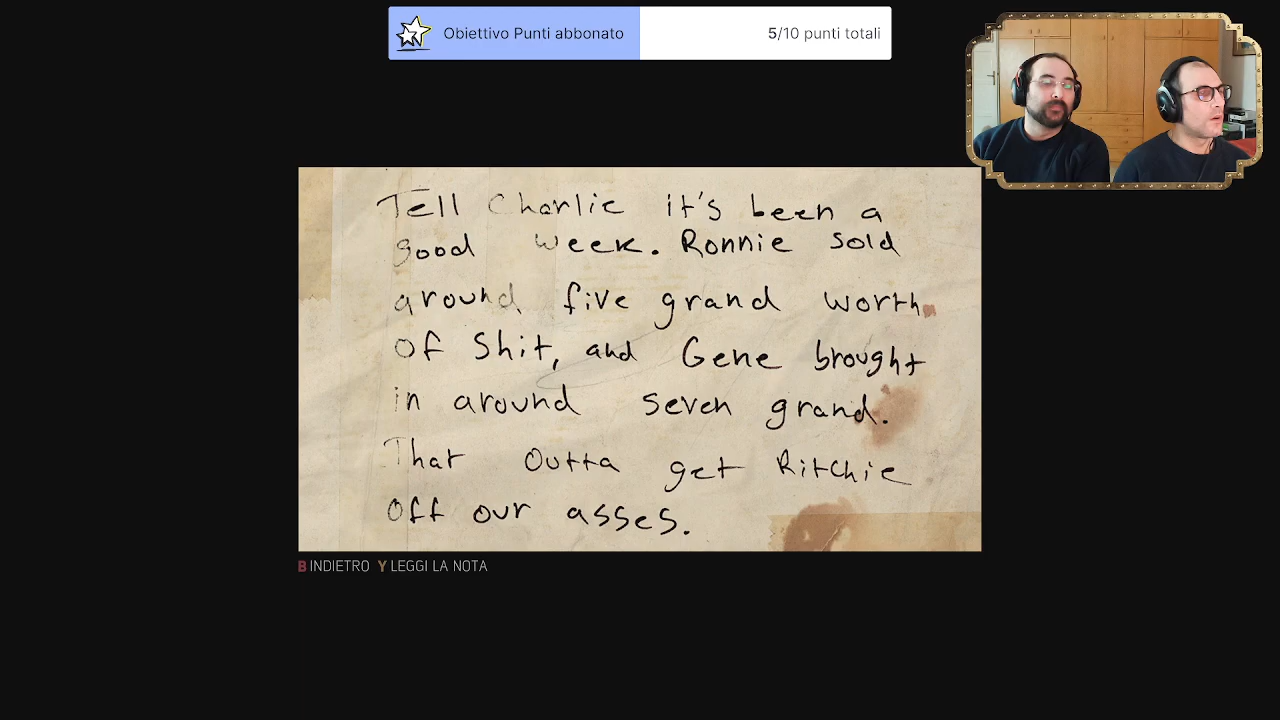 Obiettivo Punti abbonato 5/10 punti totali
Tell Charlie it's been a
good week. Ronnie sold
around five grand worth
of shit, and Gene brought
in around seven grand.
That outta get Ritchie
off our asses.
B INDIETRO Y LEGGI LA NOTA